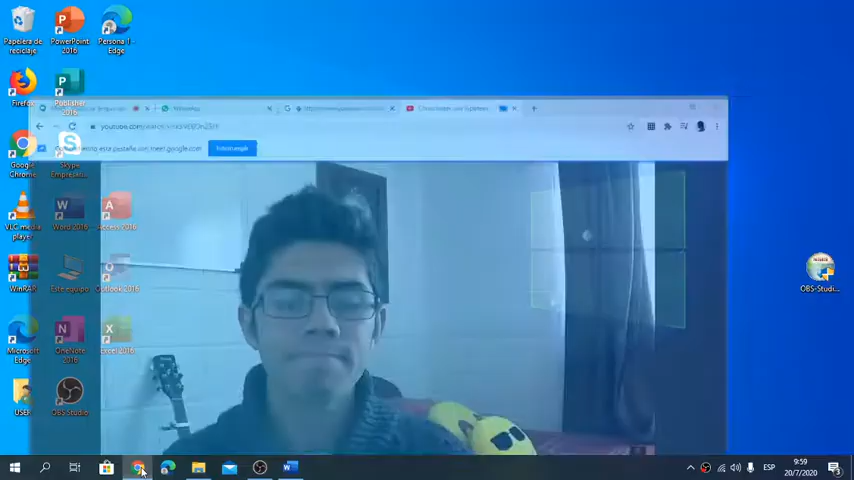 Papelera de
reciclaje
PowerPoint
2016
Persona 1 -
Edge
Firefox
Publisher
2016
WhatsApp
Google
Chrome
Skype
Empresari...
VLC media
player
Word 2016
Access 2016
WinRAR
Este equipo
Outlook 2016
Microsoft
Edge
OneNote
2016
Excel 2016
USER
OBS Studio
OBS-Studi...
ESP
9:59
20/7/2020